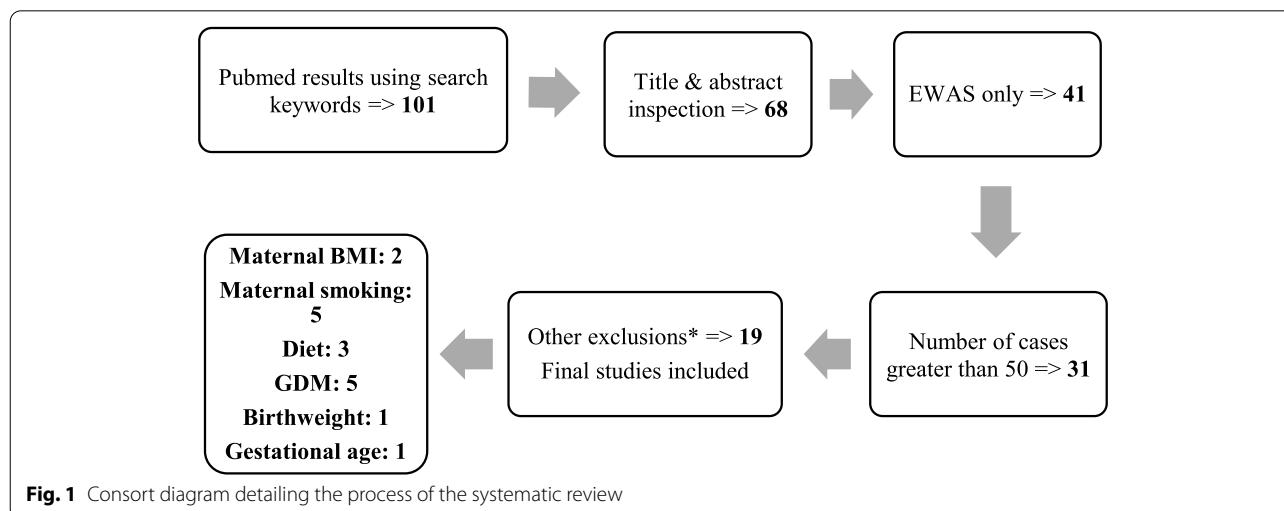 Pubmed results using search
keywords => 101
Title & abstract
inspection => 68
EWAS only => 41
Number of cases
greater than 50 => 31
Other exclusions* => 19
Final studies included
Maternal BMI: 2
Maternal smoking:
5
Diet: 3
GDM: 5
Birthweight: 1
Gestational age: 1
Fig. 1 Consort diagram detailing the process of the systematic review